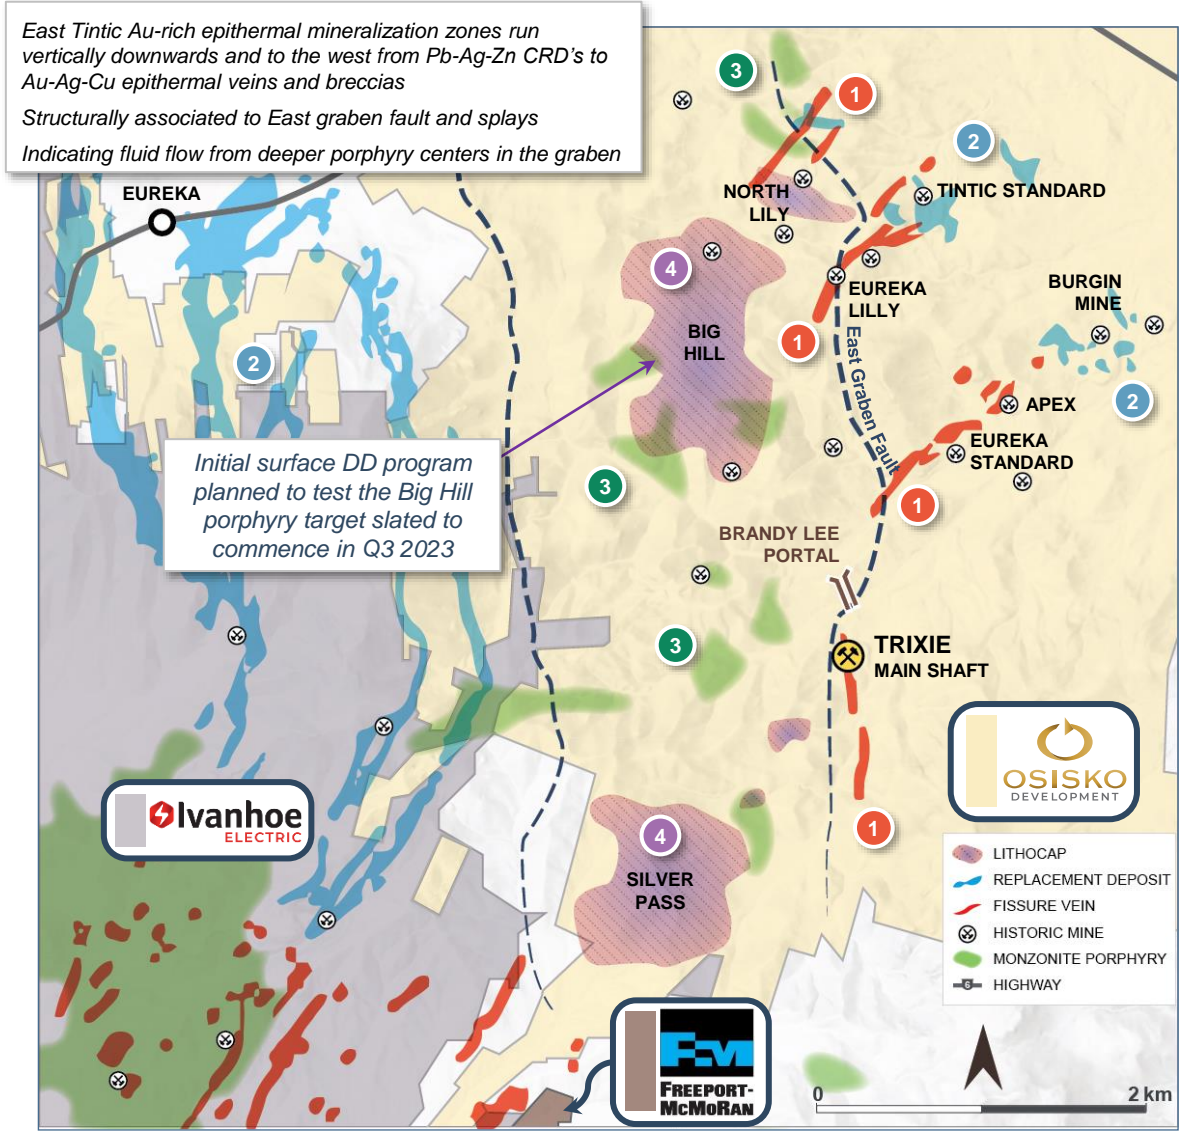 East Tintic Au-rich epithermal mineralization zones run
vertically downwards and to the west from Pb-Ag-Zn CRD's to
Au-Ag-Cu epithermal veins and breccias
Structurally associated to East graben fault and splays
Indicating fluid flow from deeper porphyry centers in the graben
3
1
2
EUREKA
NORTH
LILY
TINTIC STANDARD
4
EUREKA
LILLY
BURGIN
MINE
BIG
HILL
1
East Graben Fault
2
APEX
2
EUREKA
STANDARD
Initial surface DD program
planned to test the Big Hill
porphyry target slated to
commence in Q3 2023
3
1
BRANDY LEE
PORTAL
3
TRIXIE
MAIN SHAFT
OSISKO
DEVELOPMENT
Ivanhoe
ELECTRIC
4
1
SILVER
PASS
LITHOCAP
REPLACEMENT DEPOSIT
FISSURE VEIN
HISTORIC MINE
MONZONITE PORPHYRY
6
HIGHWAY
FM
FREEPORT-
MCMORAN
0
2 km